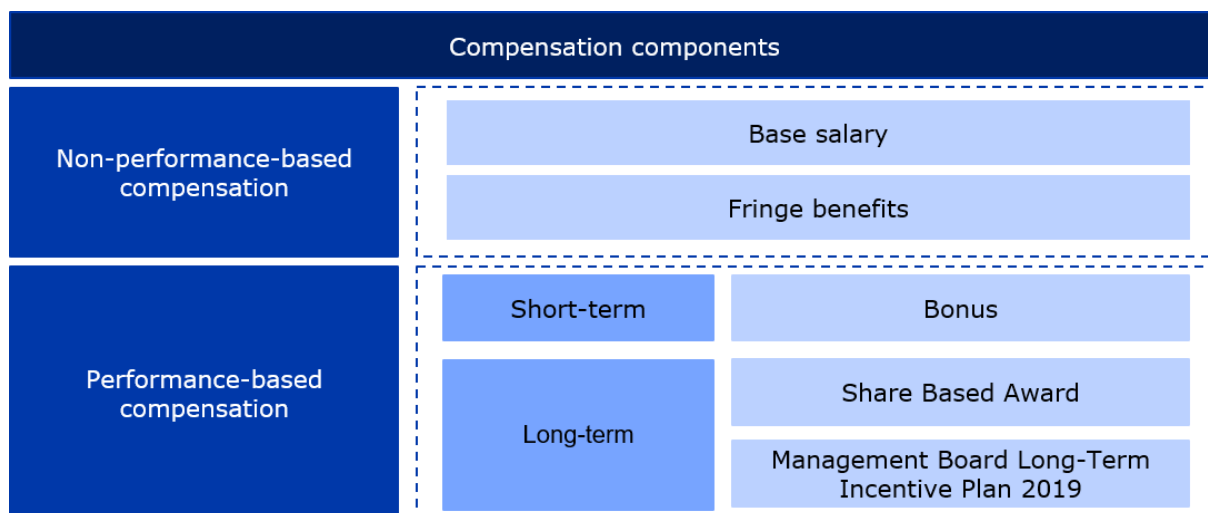 Compensation components
Non-performance-based
compensation
Base salary
Fringe benefits
Performance-based
compensation
Short-term
Bonus
Long-term
Share Based Award
Management Board Long-Term
Incentive Plan 2019